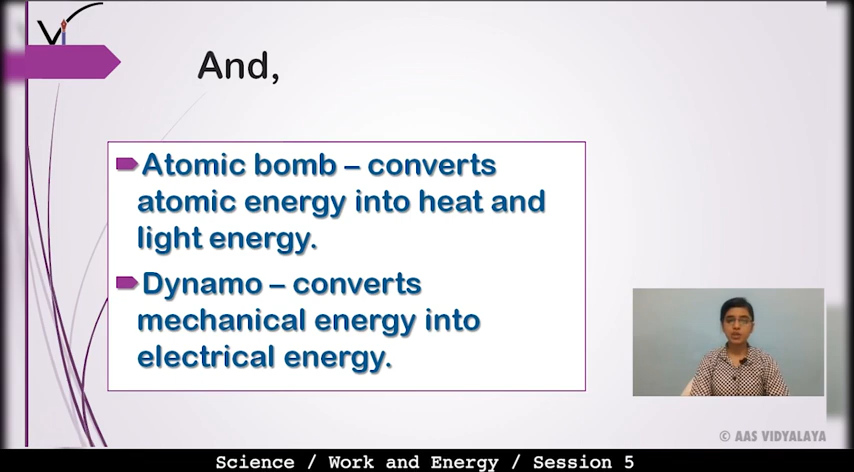 And,
Atomic bomb – converts
atomic energy into heat and
light energy.
Dynamo – converts
mechanical energy into
electrical energy.
© AAS VIDYALAYA
Science / Work and Energy / Session 5